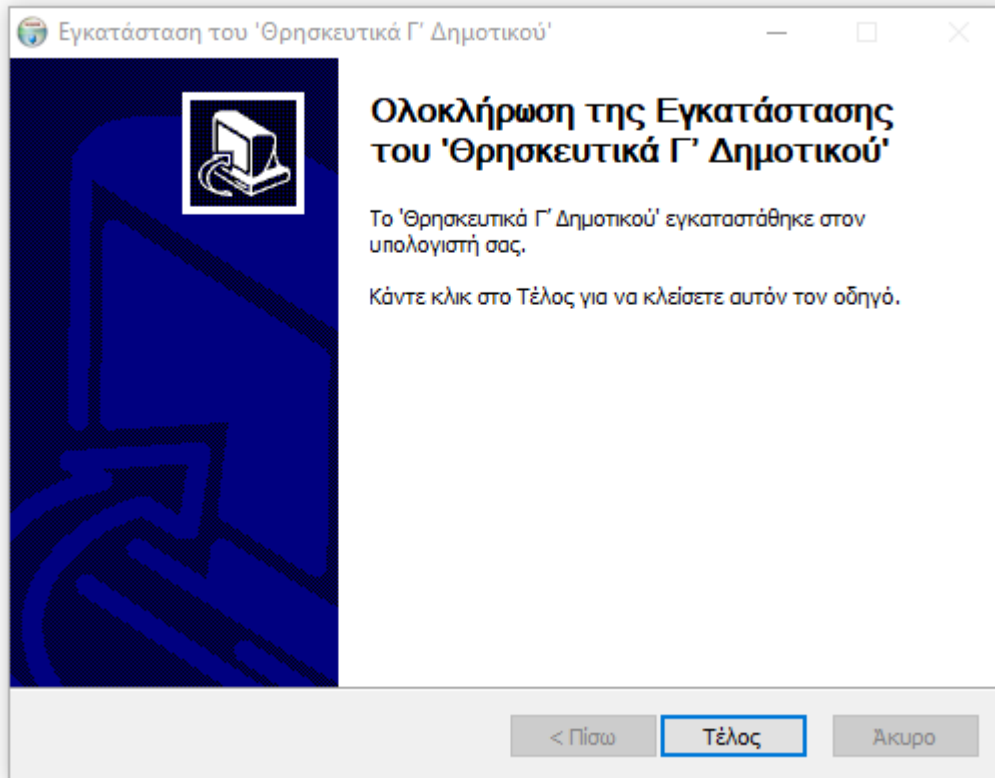 Εγκατάσταση του 'Θρησκευτικά Γ’ Δημοτικού'
Ολοκλήρωση της Εγκατάστασης
του 'Θρησκευτικά Γ’ Δημοτικού'
Το 'Θρησκευτικά Γ’ Δημοτικού' εγκαταστάθηκε στον
υπολογιστή σας.
Κάντε κλικ στο Τέλος για να κλείσετε αυτόν τον οδηγό.
< Πίσω
Τέλος
Άκυρο